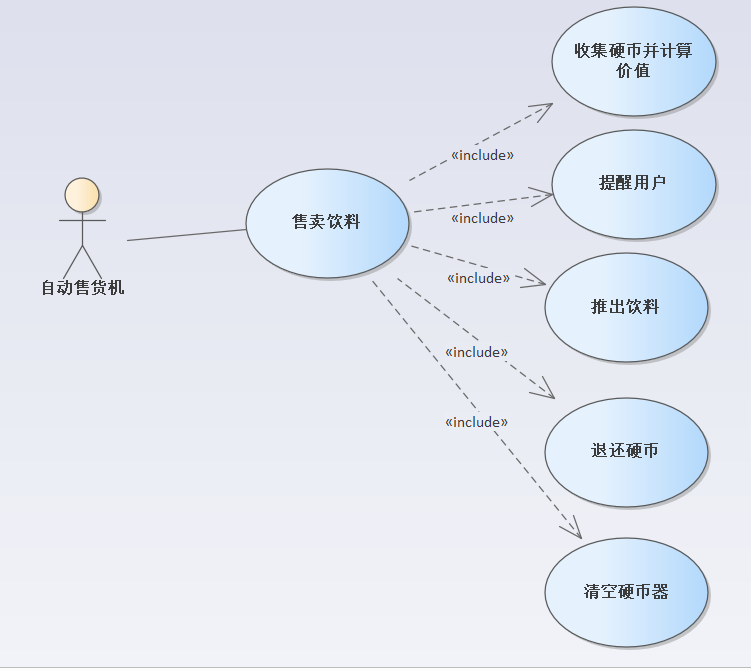 收集硬币并计算
价值
«include»
提醒用户
«include»
售卖饮料
自动售货机
«include»
推出饮料
«include»
退还硬币
«include»
清空硬币器